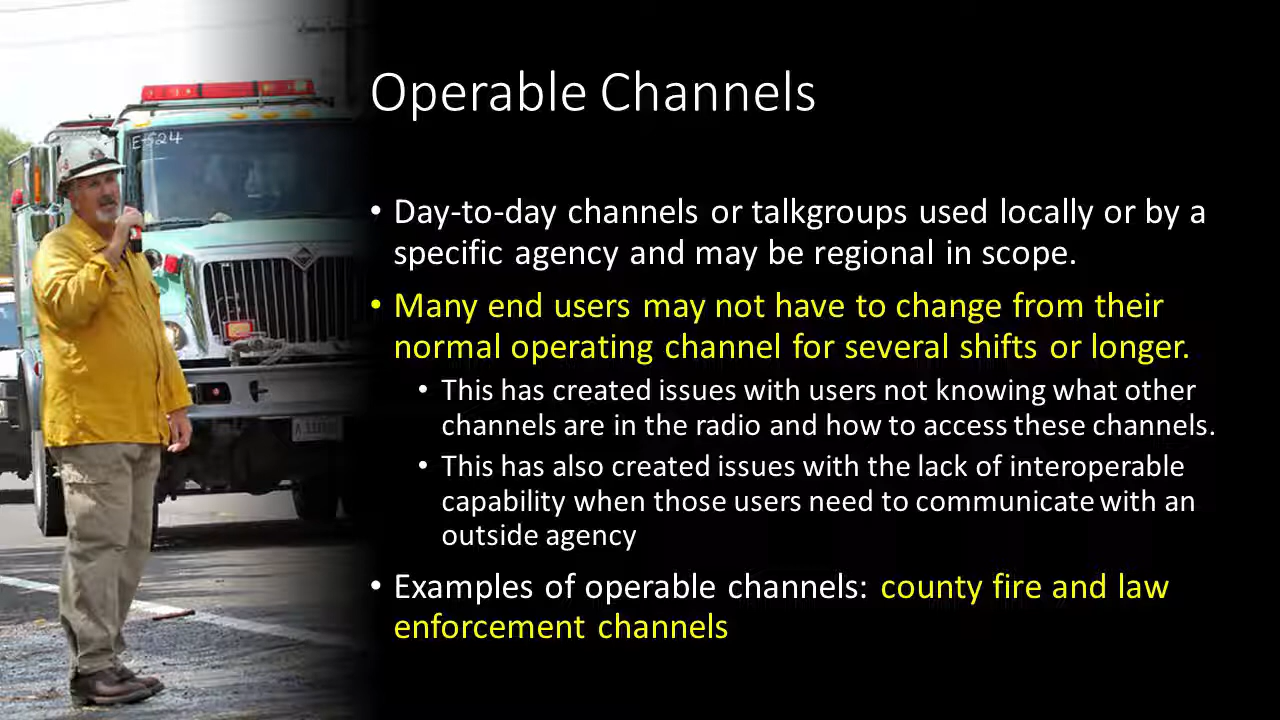 E-524
Operable Channels
• Day-to-day channels or talkgroups used locally or by a
specific agency and may be regional in scope.
• Many end users may not have to change from their
normal operating channel for several shifts or longer.
• This has created issues with users not knowing what other
channels are in the radio and how to access these channels.
• This has also created issues with the lack of interoperable
capability when those users need to communicate with an
outside agency
• Examples of operable channels: county fire and law
enforcement channels